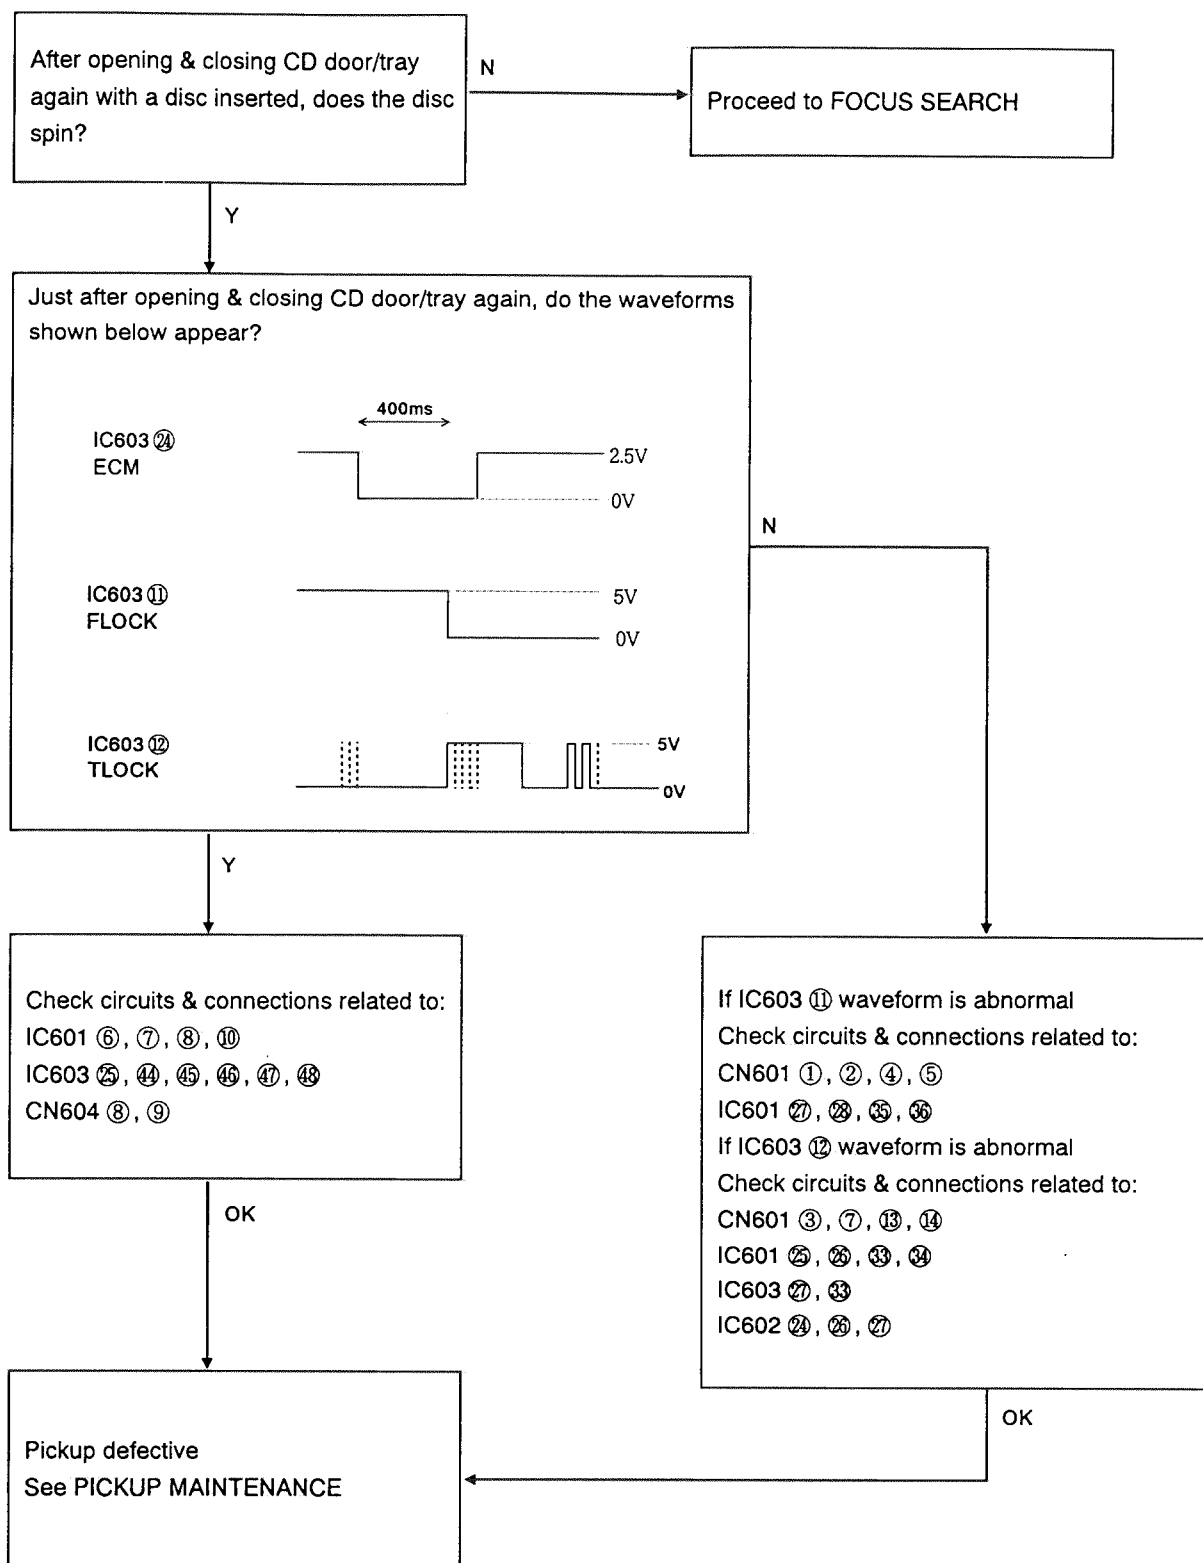 After opening & closing CD door/tray
again with a disc inserted, does the disc
spin?
N
Proceed to FOCUS SEARCH
Y
Just after opening & closing CD door/tray again, do the waveforms
shown below appear?
400ms
IC603 ㉔
ECM
2.5V
0V
N
IC603 ⑪
FLOCK
5V
0V
IC603 ⑫
TLOCK
5V
0V
Y
Check circuits & connections related to:
IC601 ⑥, ⑦, ⑧, ⑩
IC603 ㉕, ㊹, ㊺, ㊻, ㊼, ㊽
CN604 ⑧, ⑨
OK
If IC603 ⑪ waveform is abnormal
Check circuits & connections related to:
CN601 ①, ②, ④, ⑤
IC601 ㉗, ㉘, ㉟, ㊱
If IC603 ⑫ waveform is abnormal
Check circuits & connections related to:
CN601 ③, ⑦, ⑬, ⑭
IC601 ㉕, ㉖, ㉝, ㉞
IC603 ㉗, ㉝
IC602 ㉔, ㉖, ㉗
OK
Pickup defective
See PICKUP MAINTENANCE